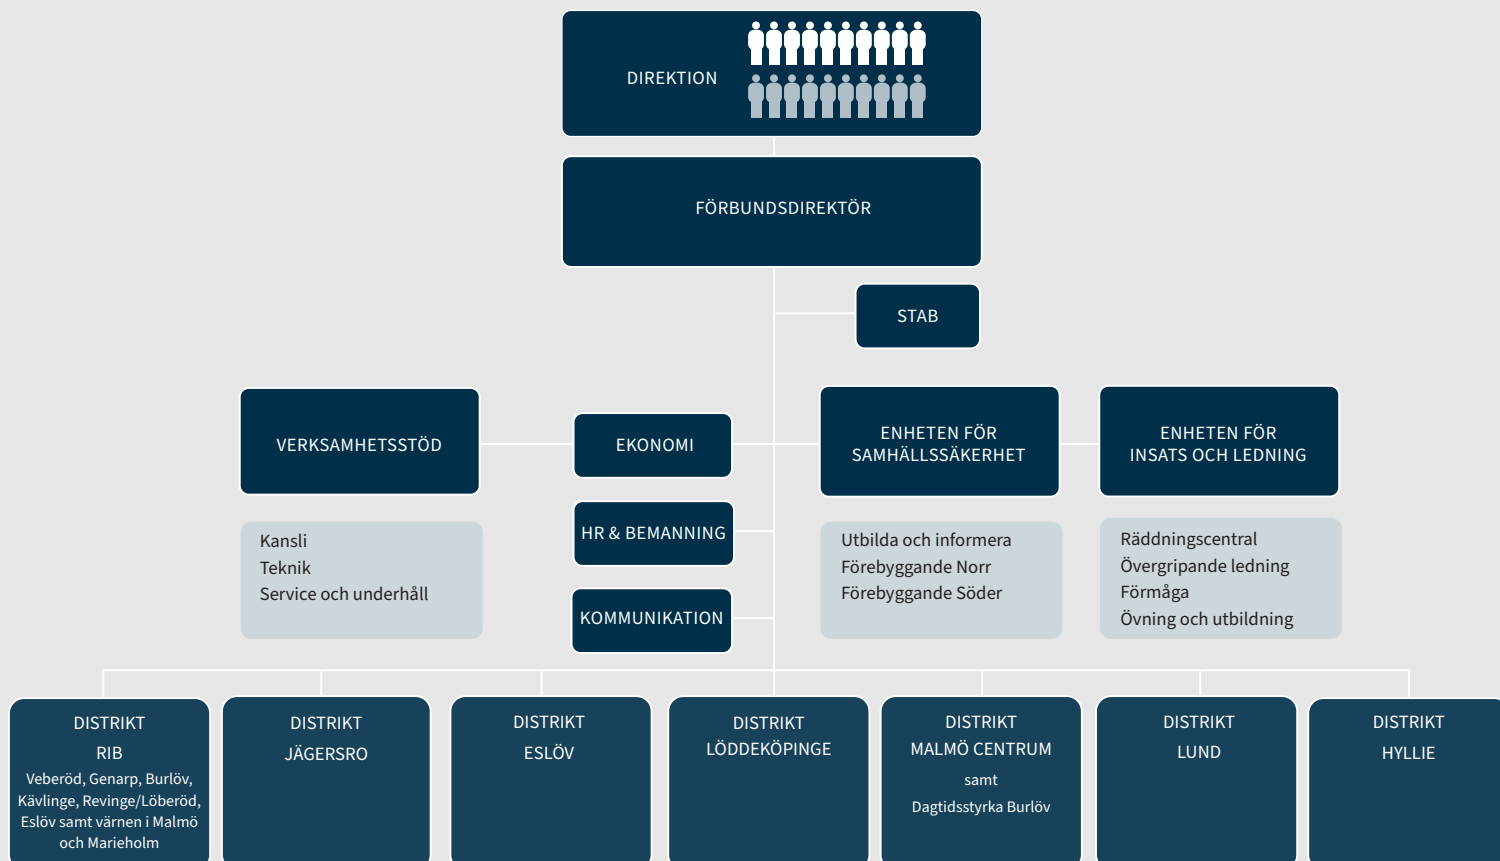 DIREKTION
FÖRBUNDSDIREKTÖR
STAB
VERKSAMHETSSTÖD
EKONOMI
ENHETEN FÖR
SAMHÄLLSSÄKERHET
ENHETEN FÖR
INSATS OCH LEDNING
HR & BEMANNING
KOMMUNIKATION
Kansli
Teknik
Service och underhåll
Utbilda och informera
Förebyggande Norr
Förebyggande Söder
Räddningscentral
Övergripande ledning
Förmåga
Övning och utbildning
DISTRIKT
RIB
Veberöd, Genarp, Burlöv,
Kävlinge, Revinge/Löberöd,
Eslöv samt värnen i Malmö
och Marieholm
DISTRIKT
JÄGERSRO
DISTRIKT
ESLÖV
DISTRIKT
LÖDDEKÖPINGE
DISTRIKT
MALMÖ CENTRUM
samt
Dagtidsstyrka Burlöv
DISTRIKT
LUND
DISTRIKT
HYLLIE